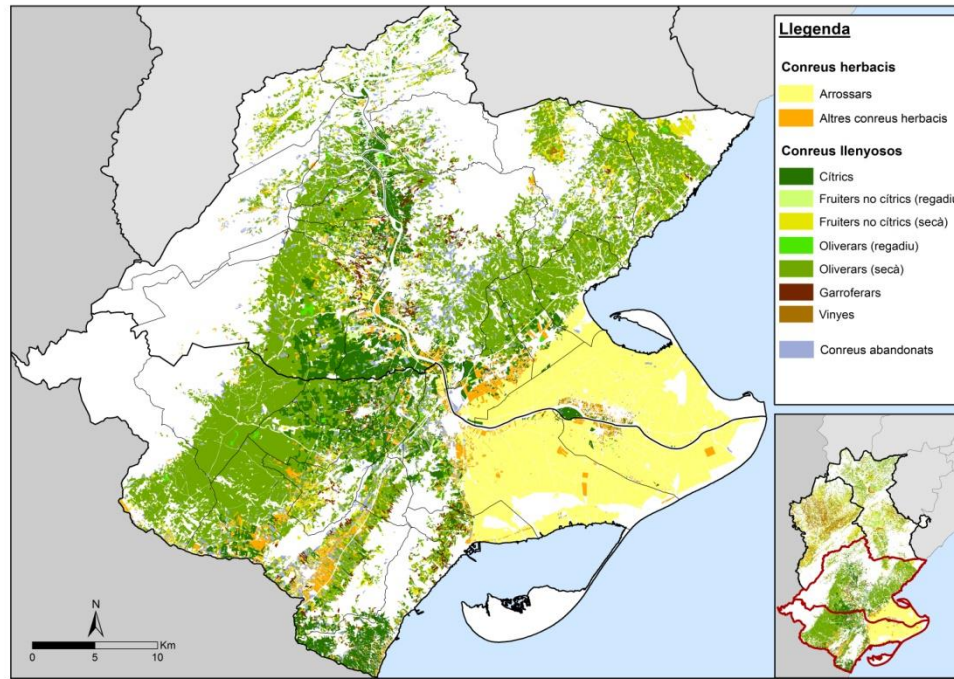 Llegenda
Conreus herbacis
Arrossars
Altres conreus herbacis
Conreus llenyosos
Cítrics
Fruiters no cítrics (regadiu
Fruiters no cítrics (secà)
Oliverars (regadiu)
Oliverars (secà)
Garroferars
Vinyes
Conreus abandonats
N
Km
0 5 10